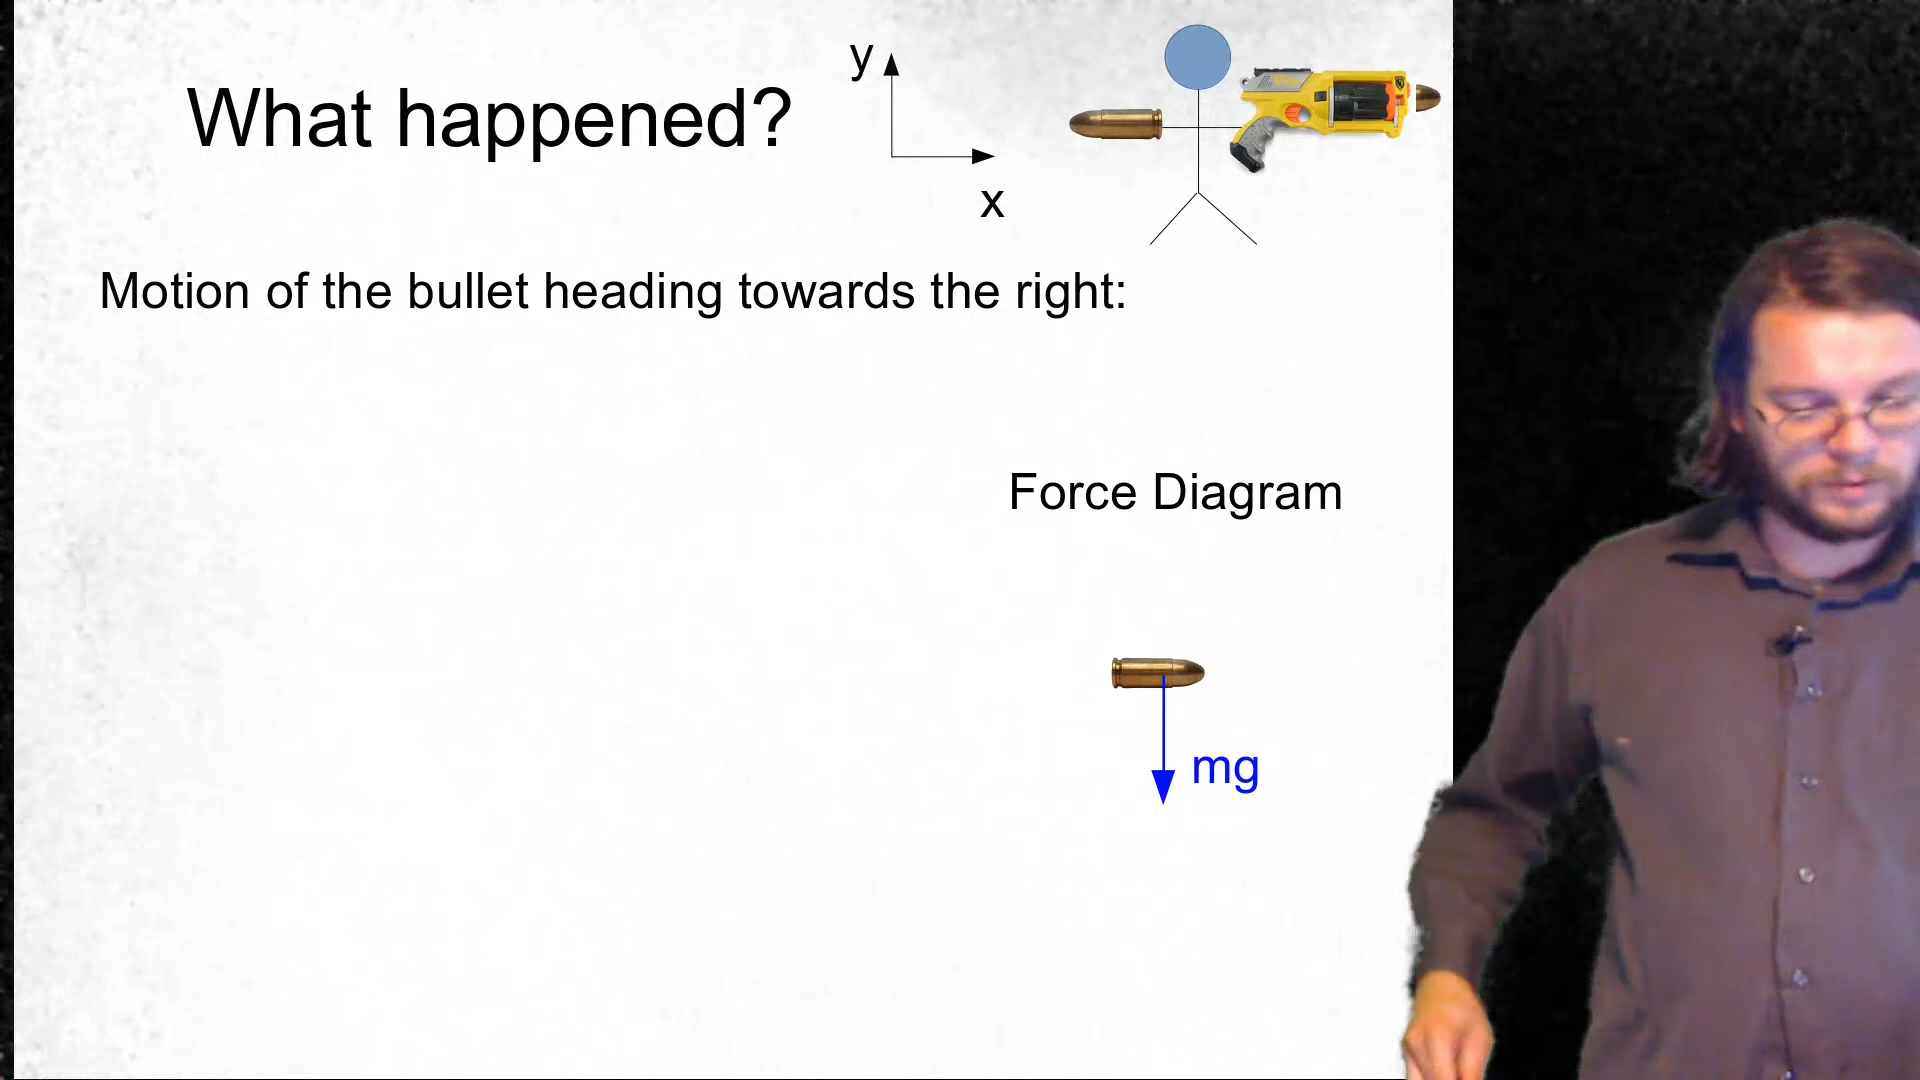 What happened?
y
x
Motion of the bullet heading towards the right:
Force Diagram
mg